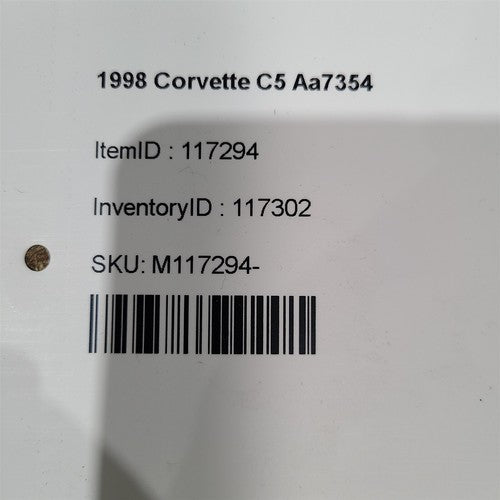 1998 Corvette C5 Aa7354
ItemID : 117294
InventoryID : 117302
SKU: M117294-